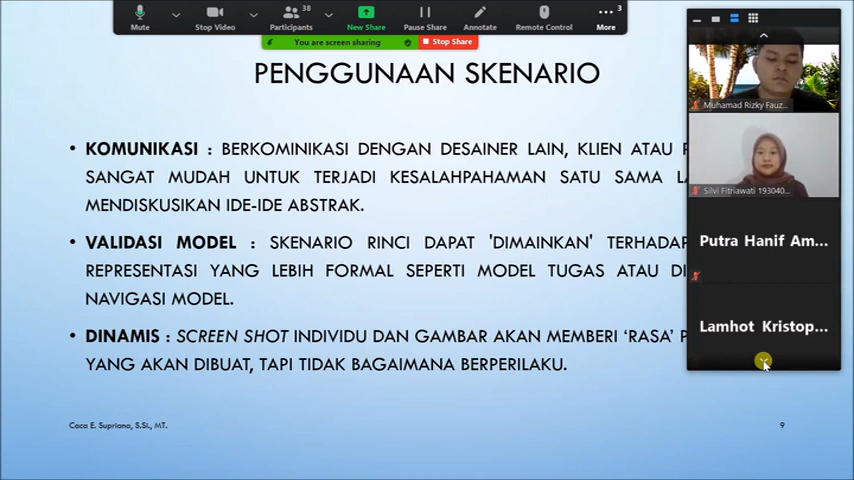 38
3
Mute
Stop Video
Participants
New Share
Pause Share
Annotate
Remote Control
More
You are screen sharing
Stop Share
PENGGUNAAN SKENARIO
• KOMUNIKASI : BERKOMINIKASI DENGAN DESAINER LAIN, KLIEN ATAU
SANGAT MUDAH UNTUK TERJADI KESALAHPAHAMAN SATU SAMA
MENDISKUSIKAN IDE-IDE ABSTRAK.
• VALIDASI MODEL : SKENARIO RINCI DAPAT 'DIMAINKAN' TERHADAP
REPRESENTASI YANG LEBIH FORMAL SEPERTI MODEL TUGAS ATAU
NAVIGASI MODEL.
• DINAMIS : SCREEN SHOT INDIVIDU DAN GAMBAR AKAN MEMBERI ‘RASA’
YANG AKAN DIBUAT, TAPI TIDAK BAGAIMANA BERPERILAKU.
Caca E. Supriana, S.Si., MT.
9
Muhamad Rizky Fauz...
Silvi Fitriawati 193040...
Putra Hanif Am...
Lamhot Kristop...